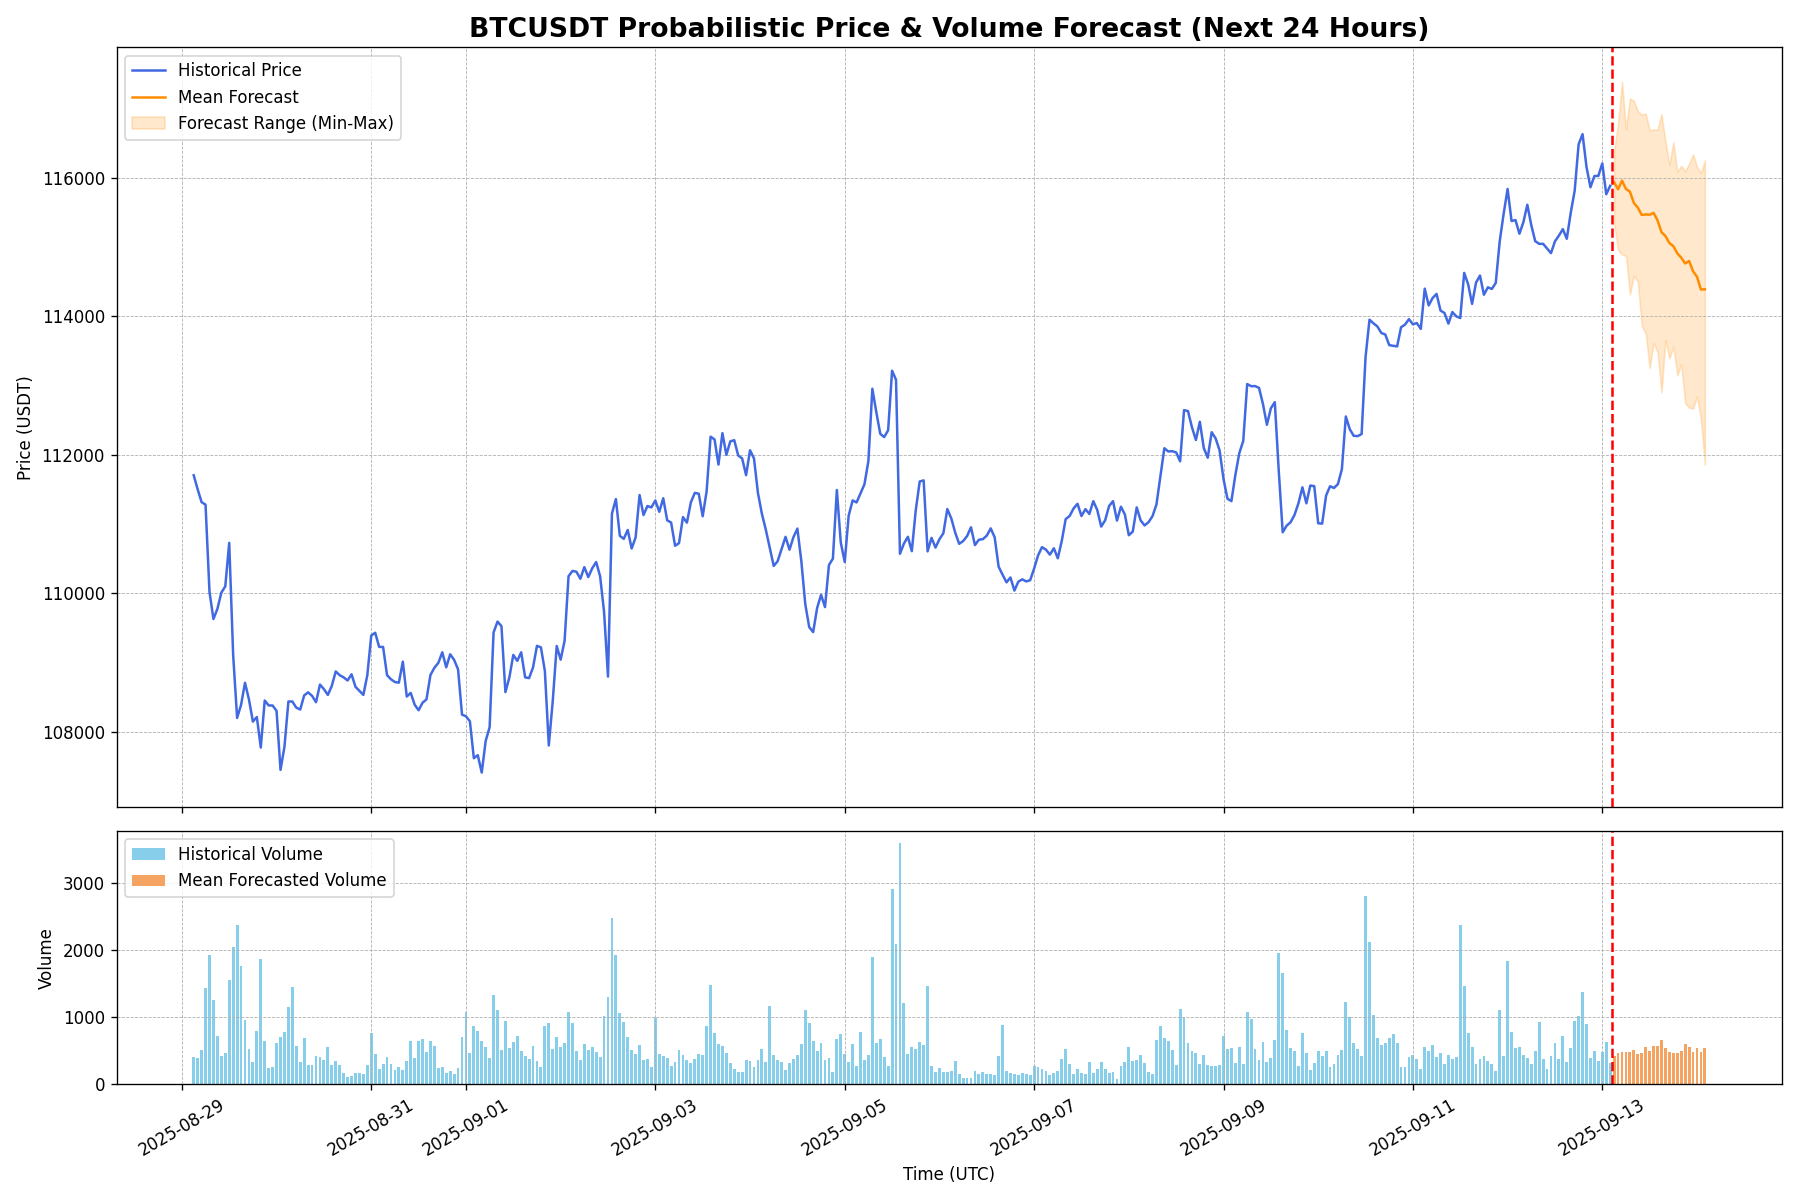 BTCUSDT Probabilistic Price & Volume Forecast (Next 24 Hours)
Historical Price
Mean Forecast
Forecast Range (Min-Max)
116000
114000
112000
110000
108000
Price (USDT)
Historical Volume
Mean Forecasted Volume
3000
2000
1000
0
Volume
2025-08-29
2025-08-31
2025-09-01
2025-09-03
2025-09-05
2025-09-07
2025-09-09
2025-09-11
2025-09-13
Time (UTC)